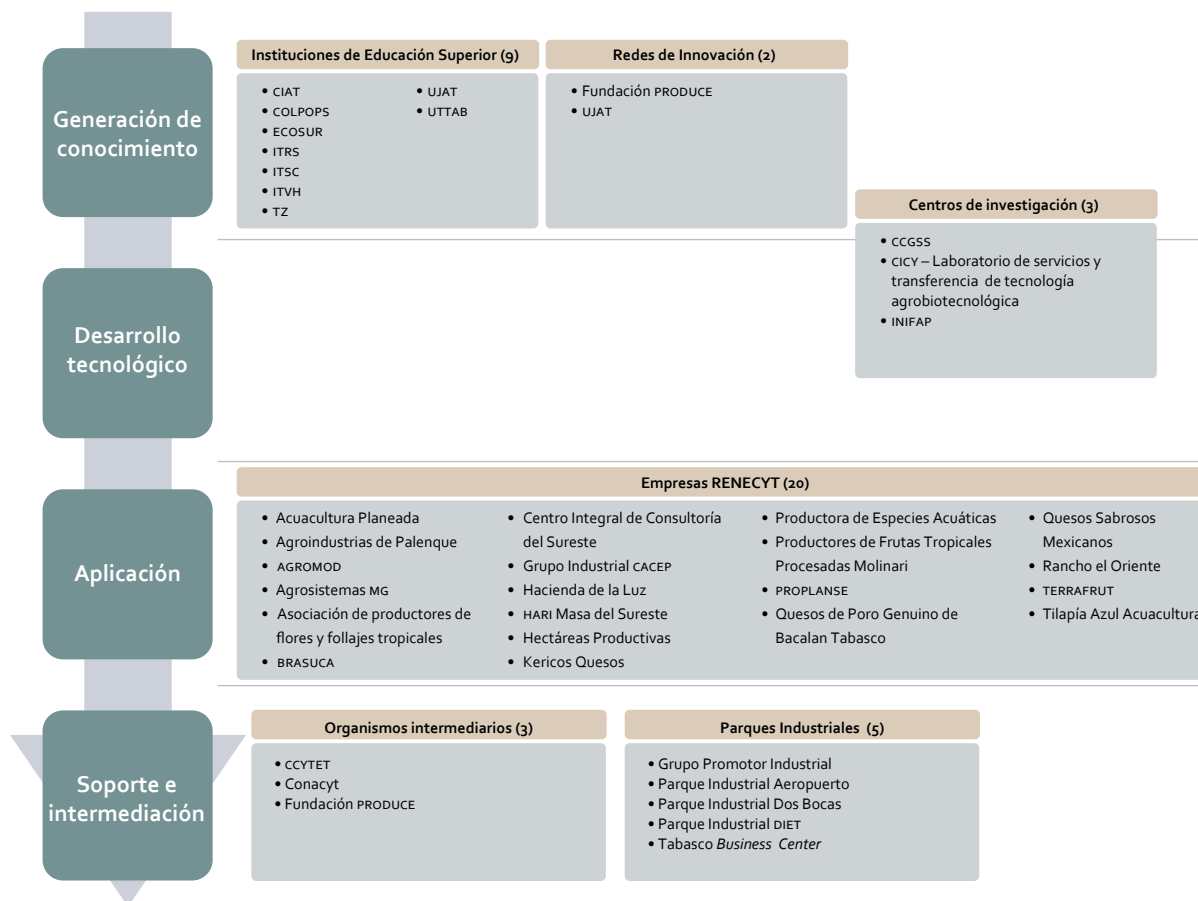 Generación de
conocimiento
Instituciones de Educación Superior (9)
• CIAT
• COLPOPS
• ECOSUR
• ITRS
• ITSC
• ITVH
• TZ
• UJAT
• UTTAB
Redes de Innovación (2)
• Fundación PRODUCE
• UJAT
Centros de investigación (3)
• CCGSS
• CICY – Laboratorio de servicios y
transferencia de tecnología
agrobiotecnológica
• INIFAP
Desarrollo
tecnológico
Aplicación
Empresas RENECYT (20)
• Acuacultura Planeada
• Agroindustrias de Palenque
• AGROMOD
• Agrosistemas MG
• Asociación de productores de
flores y follajes tropicales
• BRASUCA
• Centro Integral de Consultoría
del Sureste
• Grupo Industrial CACEP
• Hacienda de la Luz
• HARI Masa del Sureste
• Hectáreas Productivas
• Kericos Quesos
• Productora de Especies Acuáticas
• Productores de Frutas Tropicales
Procesadas Molinari
• PROPLANSE
• Quesos de Poro Genuino de
Bacalan Tabasco
• Quesos Sabrosos
Mexicanos
• Rancho el Oriente
• TERRAFRUT
• Tilapía Azul Acuacultura
Soporte e
intermediación
Organismos intermediarios (3)
• CCYTET
• Conacyt
• Fundación PRODUCE
Parques Industriales (5)
• Grupo Promotor Industrial
• Parque Industrial Aeropuerto
• Parque Industrial Dos Bocas
• Parque Industrial DIET
• Tabasco Business Center